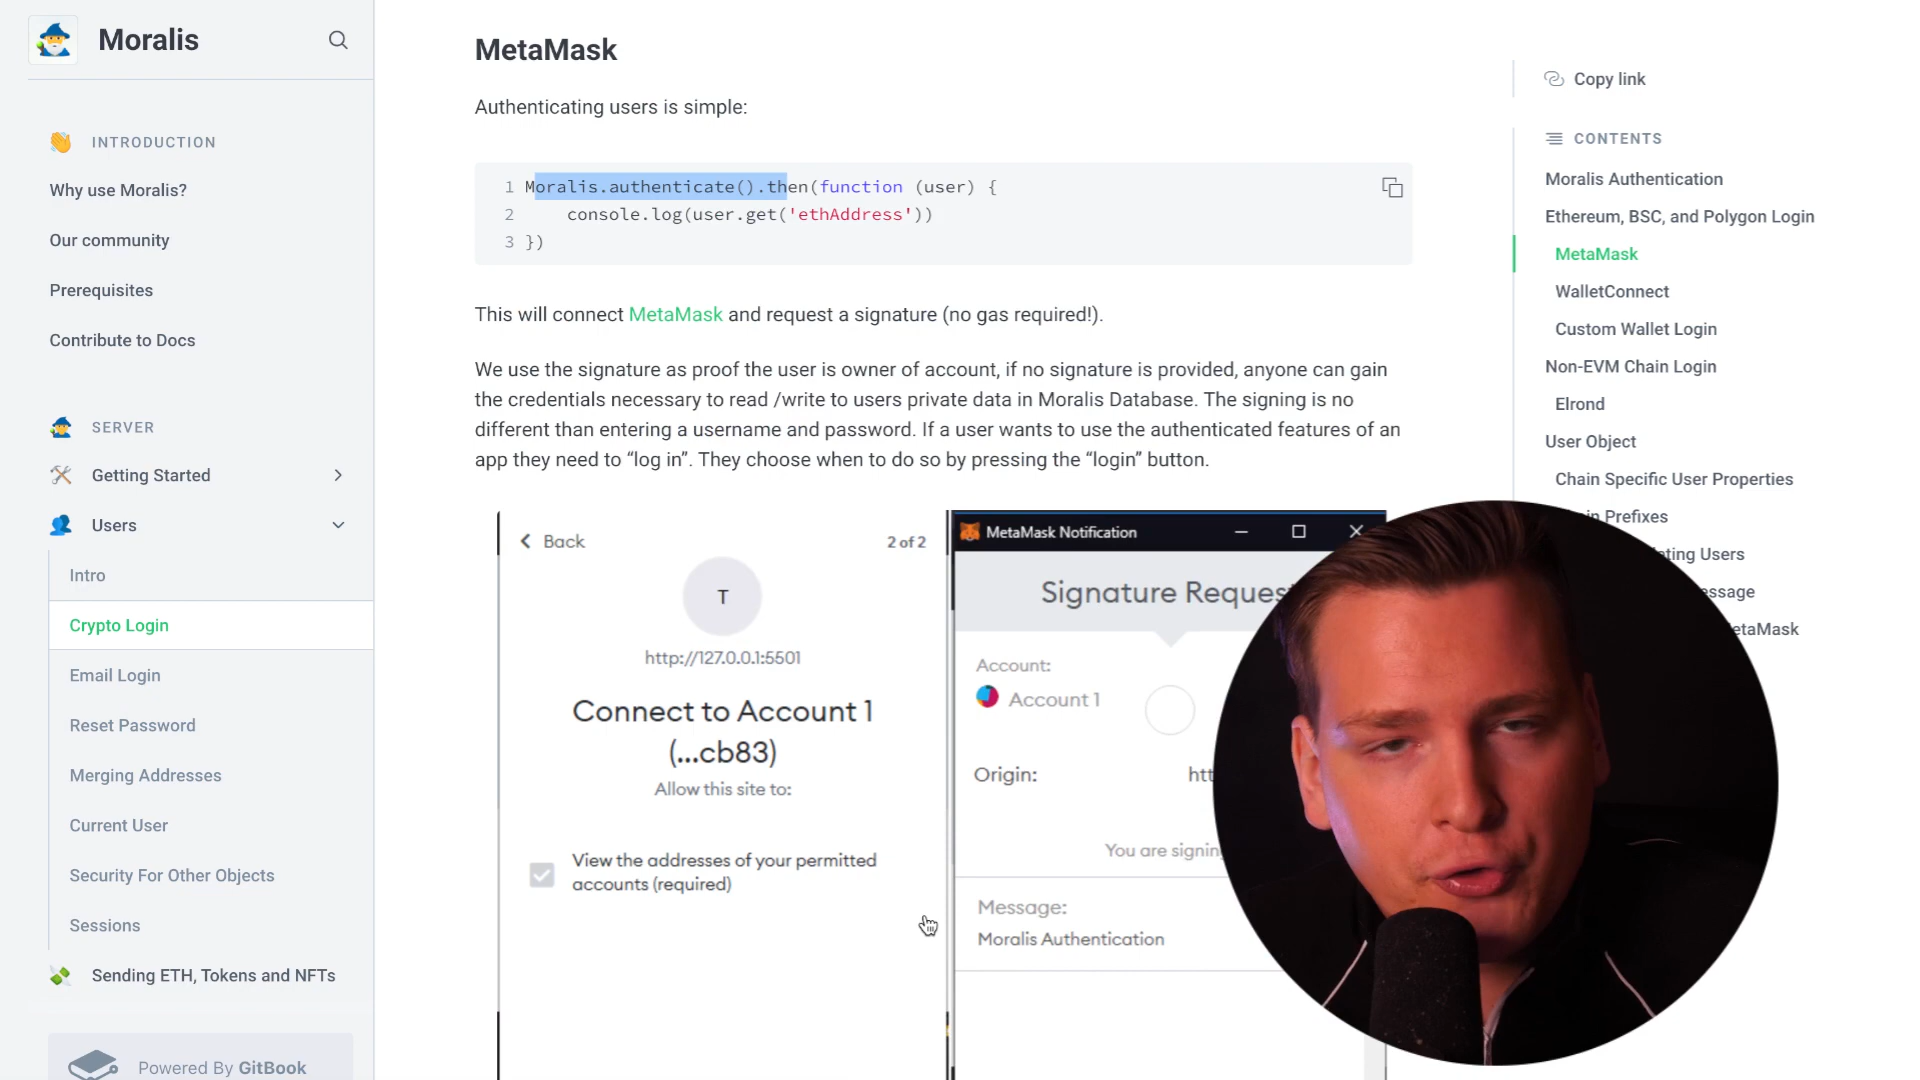 Moralis
INTRODUCTION
Why use Moralis?
Our community
Prerequisites
Contribute to Docs
SERVER
Getting Started
Users
Intro
Crypto Login
Email Login
Reset Password
Merging Addresses
Current User
Security For Other Objects
Sessions
Sending ETH, Tokens and NFTs
Powered By GitBook
MetaMask
Authenticating users is simple:
1 Moralis.authenticate().then(function (user) {
2 console.log(user.get('ethAddress'))
3 })
This will connect MetaMask and request a signature (no gas required!).
We use the signature as proof the user is owner of account, if no signature is provided, anyone can gain
the credentials necessary to read /write to users private data in Moralis Database. The signing is no
different than entering a username and password. If a user wants to use the authenticated features of an
app they need to “log in”. They choose when to do so by pressing the “login” button.
Back
2 of 2
T
http://127.0.0.1:5501
Connect to Account 1
(...cb83)
Allow this site to:
View the addresses of your permitted
accounts (required)
MetaMask Notification
Signature Reques
Account:
Account 1
Origin:
htt
You are signin
Message:
Moralis Authentication
Copy link
CONTENTS
Moralis Authentication
Ethereum, BSC, and Polygon Login
MetaMask
WalletConnect
Custom Wallet Login
Non-EVM Chain Login
Elrond
User Object
Chain Specific User Properties
in Prefixes
ting Users
ssage
etaMask